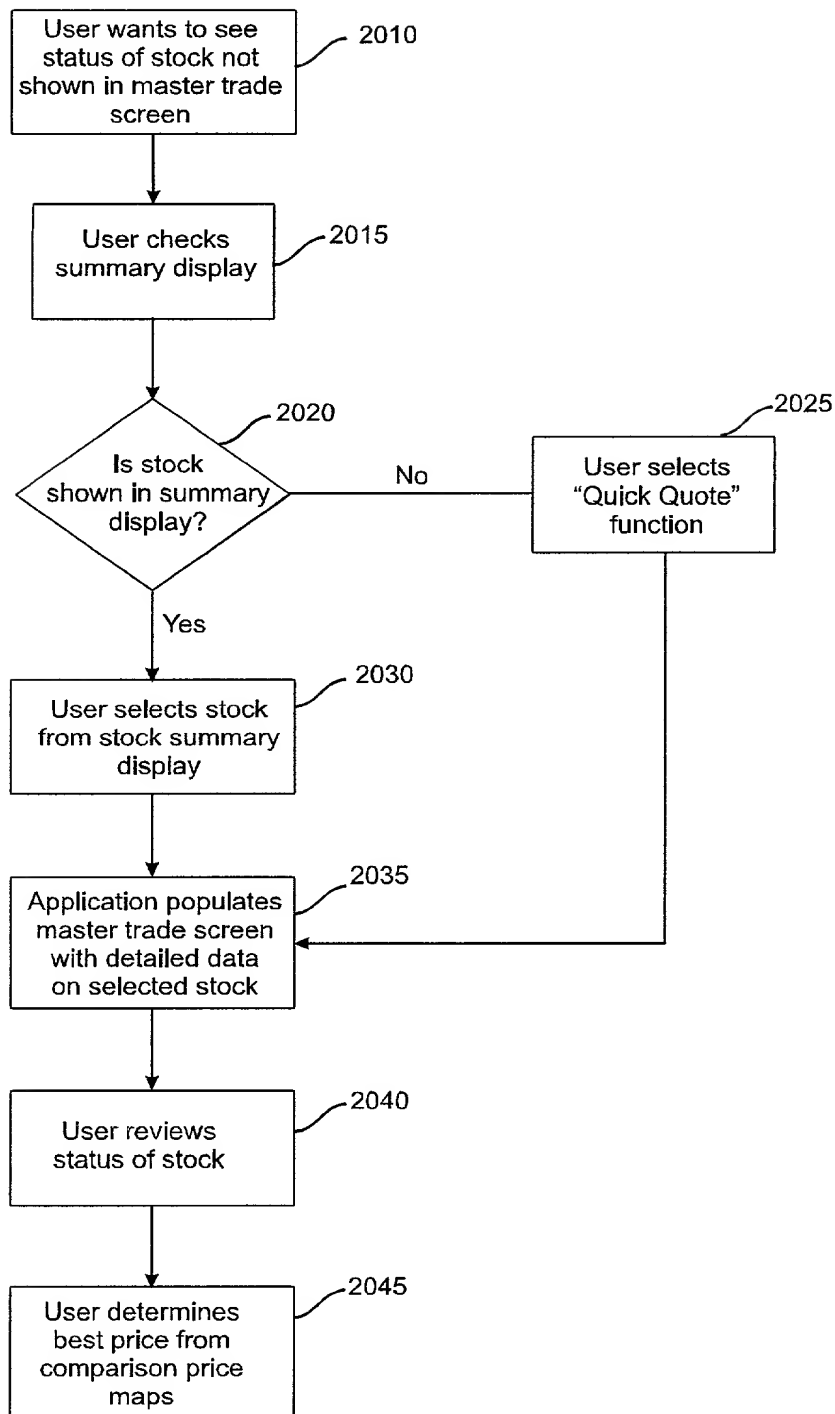 User wants to see
status of stock not
shown in master trade
screen
2010
User checks
summary display
2015
2020
Is stock
shown in summary
display?
No
2025
User selects
“Quick Quote”
function
Yes
2030
User selects stock
from stock summary
display
2035
Application populates
master trade screen
with detailed data
on selected stock
2040
User reviews
status of stock
2045
User determines
best price from
comparison price
maps